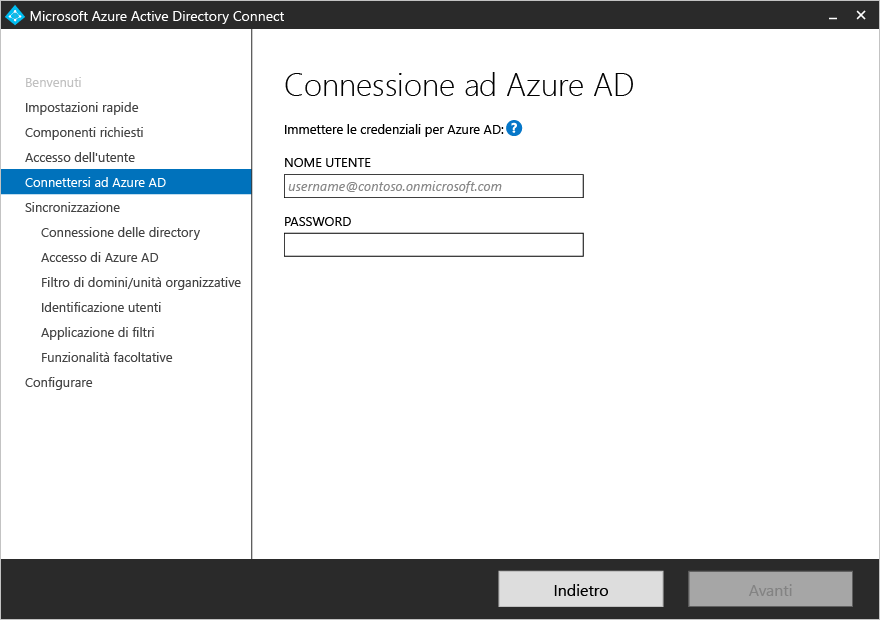 Microsoft Azure Active Directory Connect
Benvenuti
Impostazioni rapide
Componenti richiesti
Accesso dell'utente
Connettersi ad Azure AD
Sincronizzazione
Connessione delle directory
Accesso di Azure AD
Filtro di domini/unità organizzative
Identificazione utenti
Applicazione di filtri
Funzionalità facoltative
Configurare
Connessione ad Azure AD
Immettere le credenziali per Azure AD: ?
NOME UTENTE
username@contoso.onmicrosoft.com
PASSWORD
Indietro
Avanti